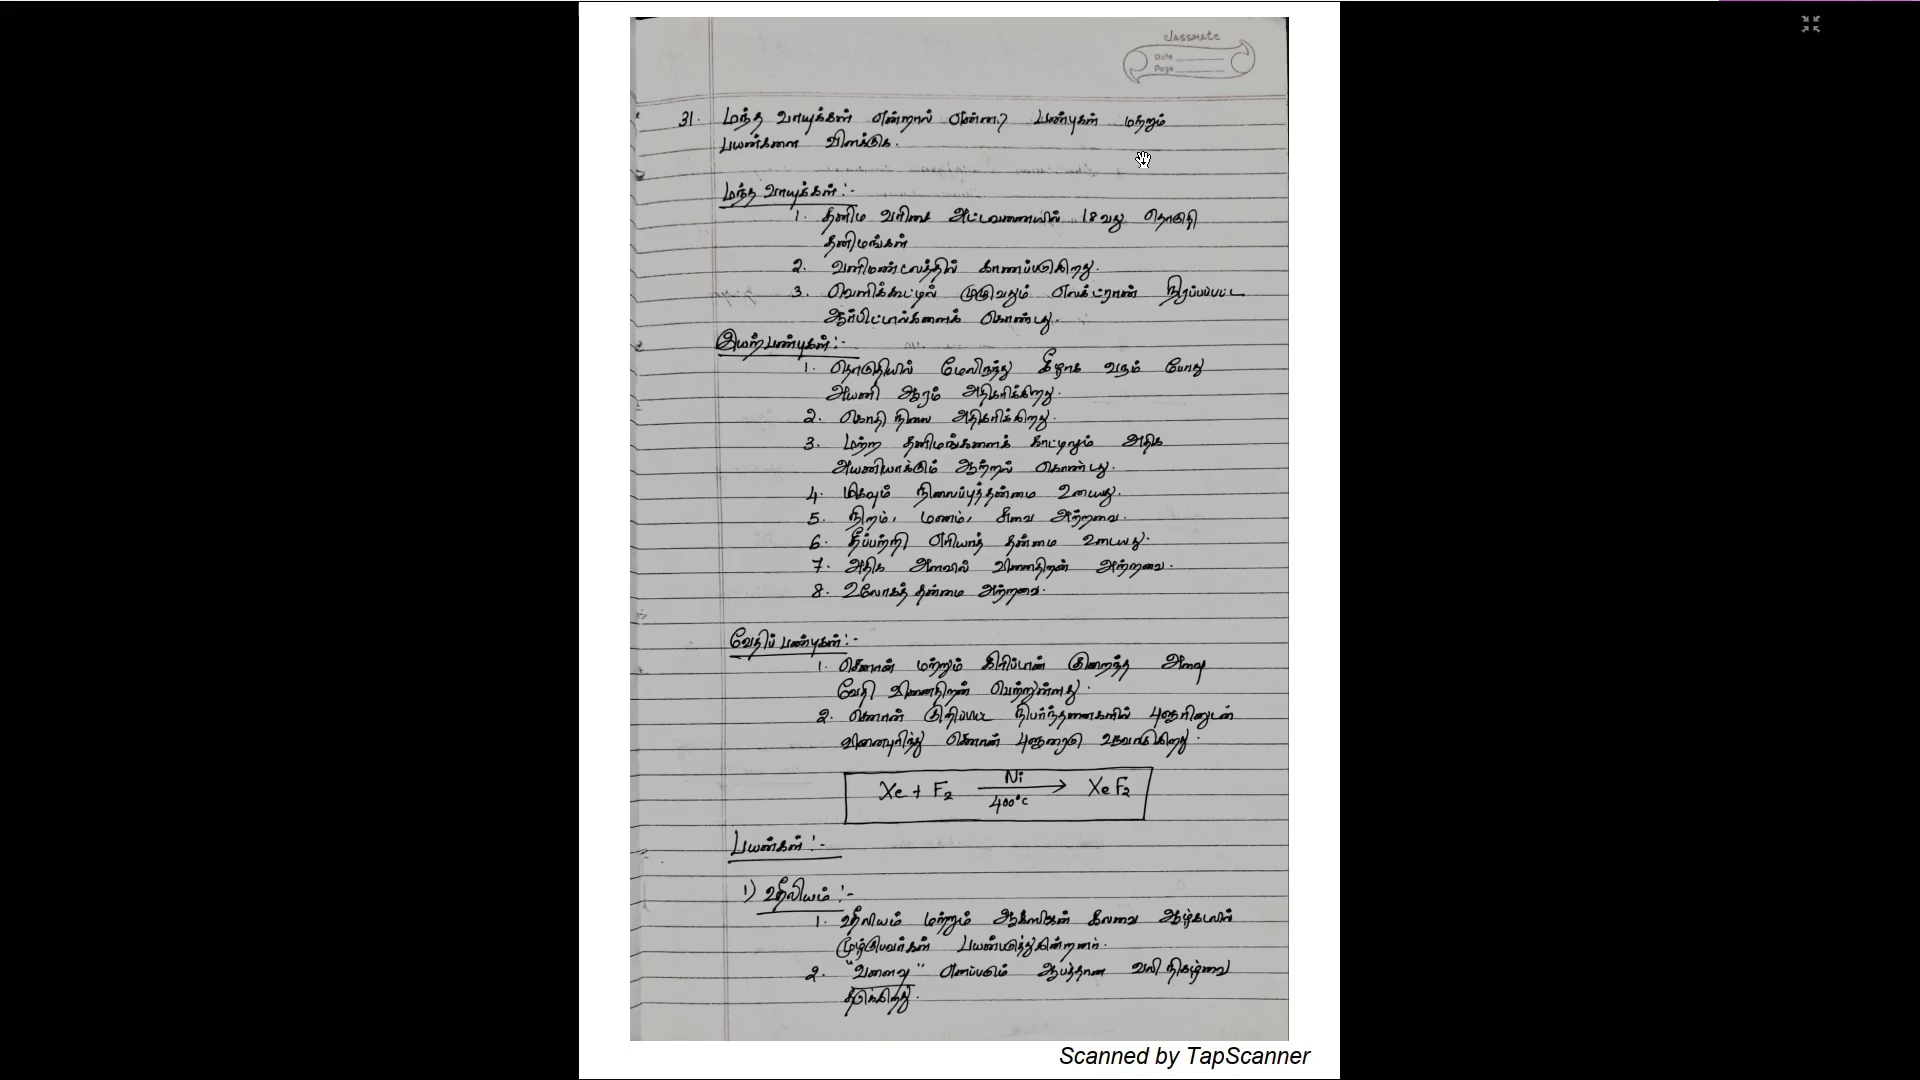 classmate
Date
Page
31. மந்த வாயுக்கள் என்றால் என்ன? பண்புகள் மற்றும்
பயன்களை விளக்குக.
மந்த வாயுக்கள் :-
1. தனிம வரிசை அட்டவணையில் 18வது தொகுதி
தனிமங்கள்
2. வளிமண்டலத்தில் காணப்படுகிறது.
3. வெளிக்கூட்டில் முழுவதும் எலக்ட்ரான் நிரப்பப்பட்ட
ஆர்பிட்டால்களைக் கொண்டது.
இயற்பண்புகள் :-
1. தொகுதியில் மேலிருந்து கீழாக வரும் போது
அயனி ஆரம் அதிகரிக்கிறது.
2. கொதி நிலை அதிகரிக்கிறது.
3. மற்ற தனிமங்களைக் காட்டிலும் அதிக
அயனியாக்கும் ஆற்றல் கொண்டது.
4. மிகவும் நிலைப்புத்தன்மை உடையது.
5. நிறம், மணம், சுவை அற்றவை.
6. தீப்பற்றி எரியாத் தன்மை உடையது.
7. அதிக அளவில் வினைதிறன் அற்றவை.
8. உலோகத் தன்மை அற்றவை.
வேதிப் பண்புகள் :-
1. செனான் மற்றும் கிரிப்டான் குறைந்த அளவு
வேதி வினைதிறன் பெற்றுள்ளது.
2. செனான் குறிப்பிட்ட நிபர்ந்தனைகளில் புளூரினுடன்
வினைபுரிந்து செனான் புளூரைடு உருவாகிறது.
Xe + F₂ Ni → XeF₂
400°C
பயன்கள் :-
1) ஹீலியம் :-
1. ஹீலியம் மற்றும் ஆக்ஸிஜன் கலவை ஆழ்கடலில்
மூழ்குபவர்கள் பயன்படுத்துகின்றனர்.
2. "வளைவு" எனப்படும் ஆபத்தான வலி நிகழ்வை
தடுக்கிறது.
Scanned by TapScanner